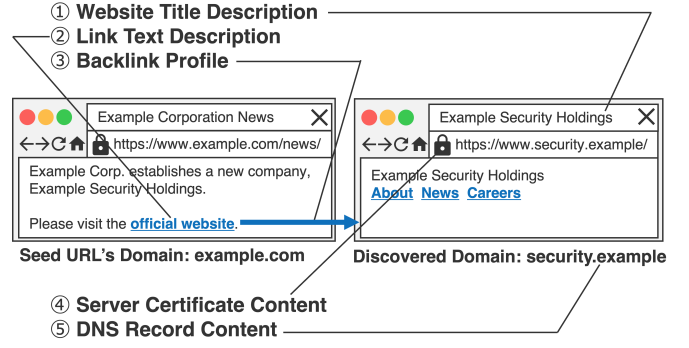 ① Website Title Description
② Link Text Description
③ Backlink Profile
Example Corporation News
https://www.example.com/news/
Example Corp. establishes a new company,
Example Security Holdings.
Please visit the official website.
Seed URL's Domain: example.com
Example Security Holdings
https://www.security.example/
Example Security Holdings
About News Careers
Discovered Domain: security.example
④ Server Certificate Content
⑤ DNS Record Content